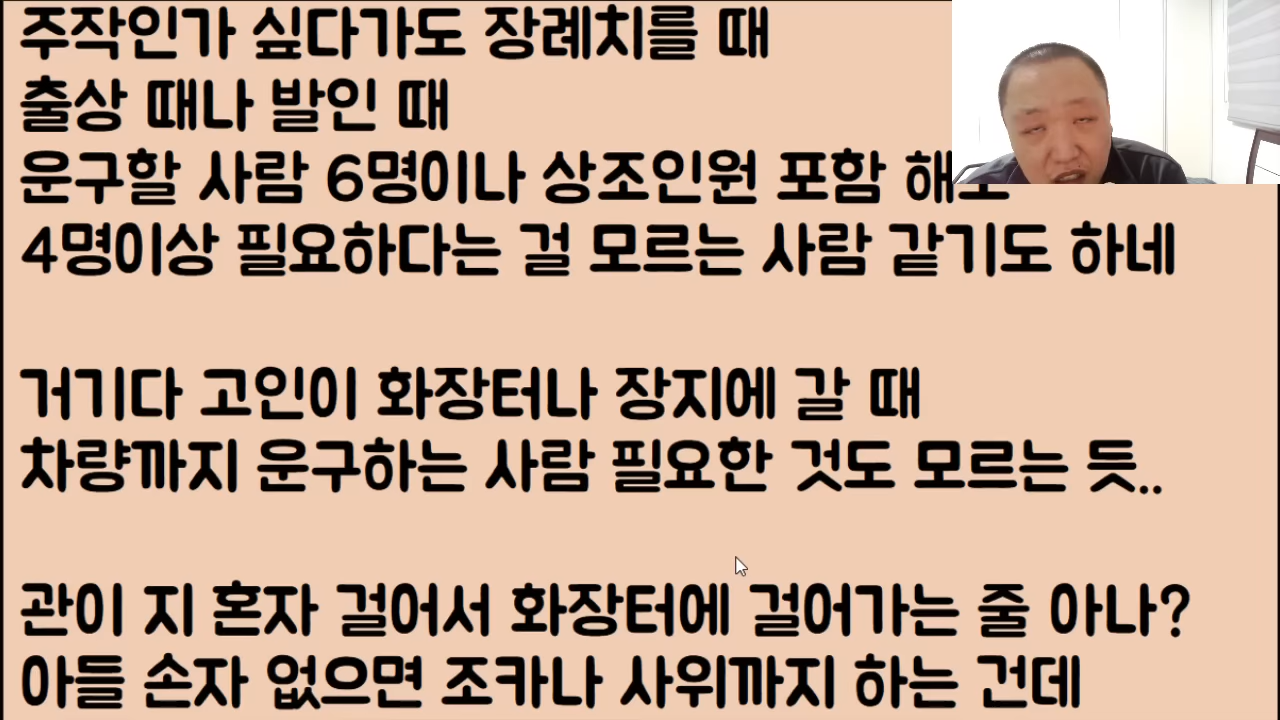 주작인가 싶다가도 장례치를 때
출상 때나 발인 때
운구할 사람 6명이나 상조인원 포함 해도
4명이상 필요하다는 걸 모르는 사람 같기도 하네
거기다 고인이 화장터나 장지에 갈 때
차량까지 운구하는 사람 필요한 것도 모르는 듯..
관이 지 혼자 걸어서 화장터에 걸어가는 줄 아나?
아들 손자 없으면 조카나 사위까지 하는 건데